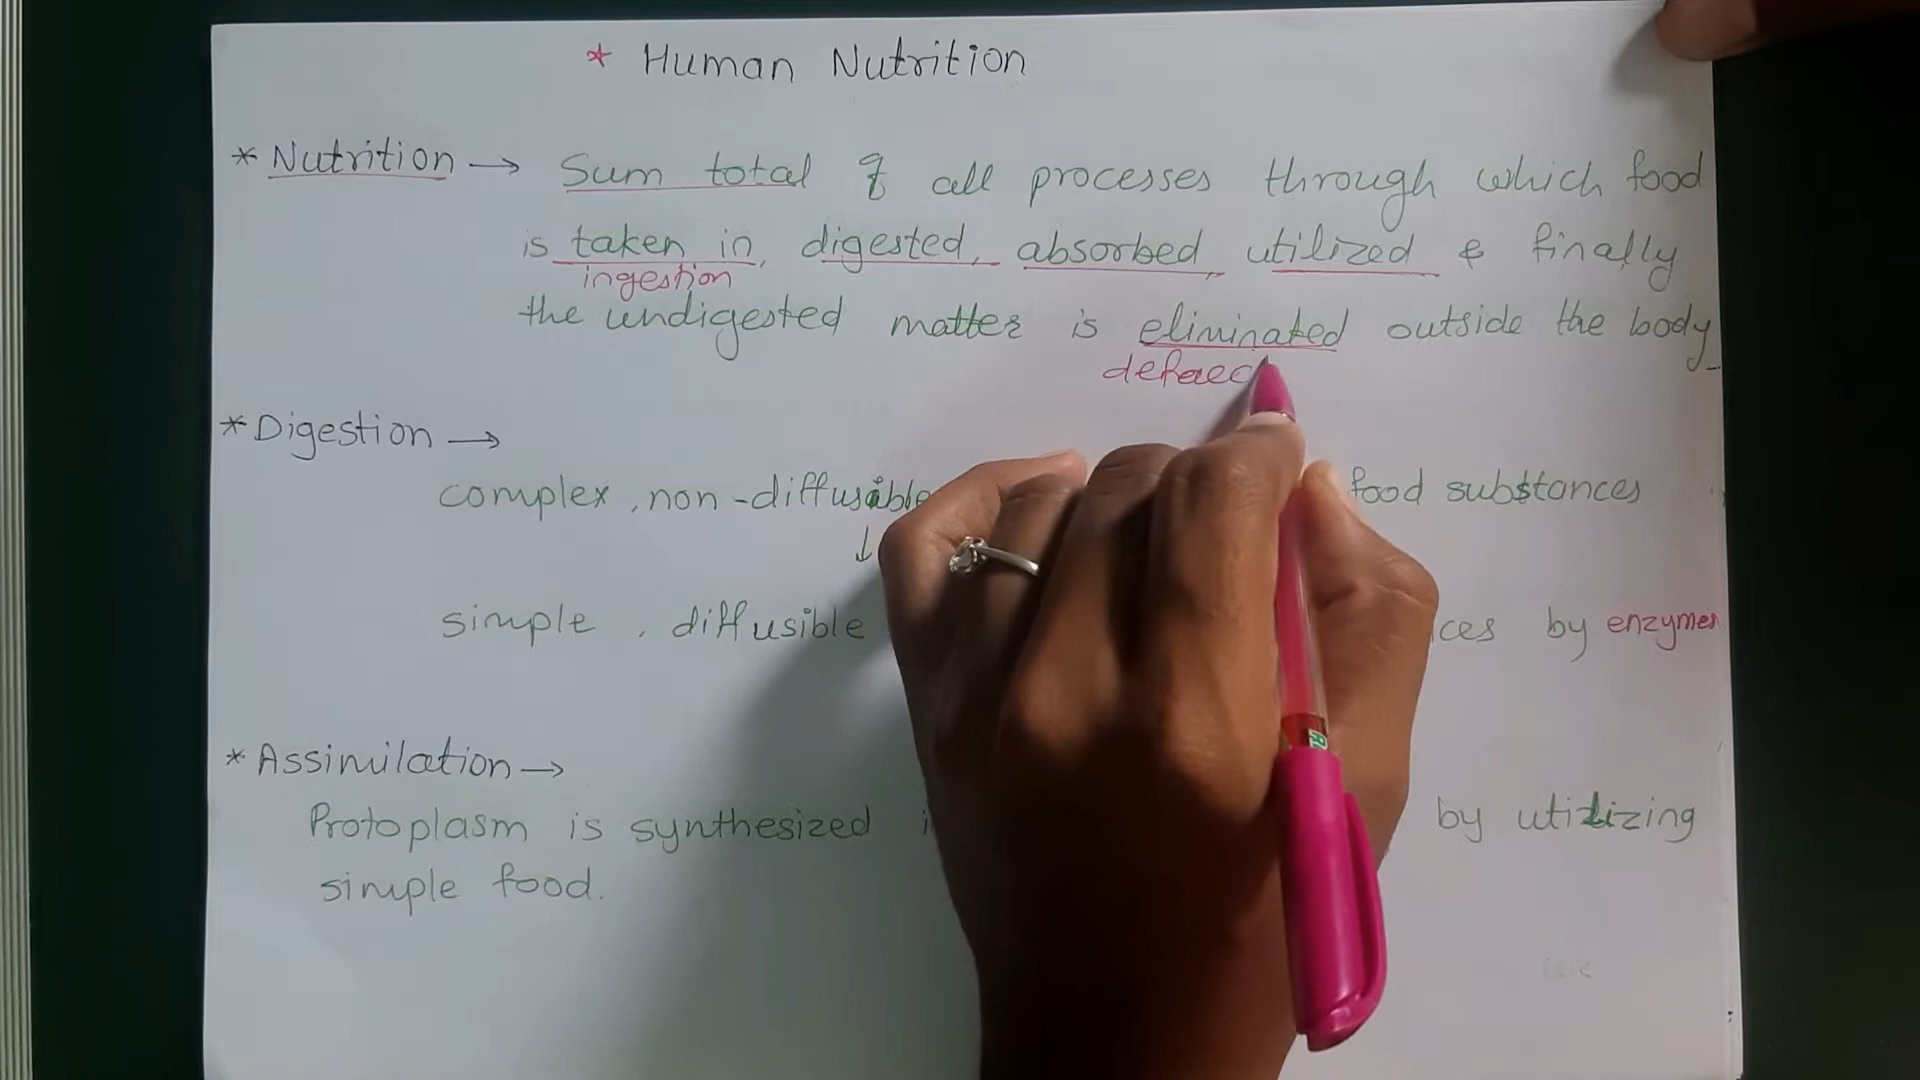 * Human Nutrition
* Nutrition → Sum total of all processes through which food
is taken in, digested, absorbed, utilized & finally
ingestion
the undigested matter is eliminated outside the body.
defaec
* Digestion →
complex, non-diffusible food substances
↓
simple, diffusible by enzymes
* Assimilation →
Protoplasm is synthesized by utilizing
simple food.